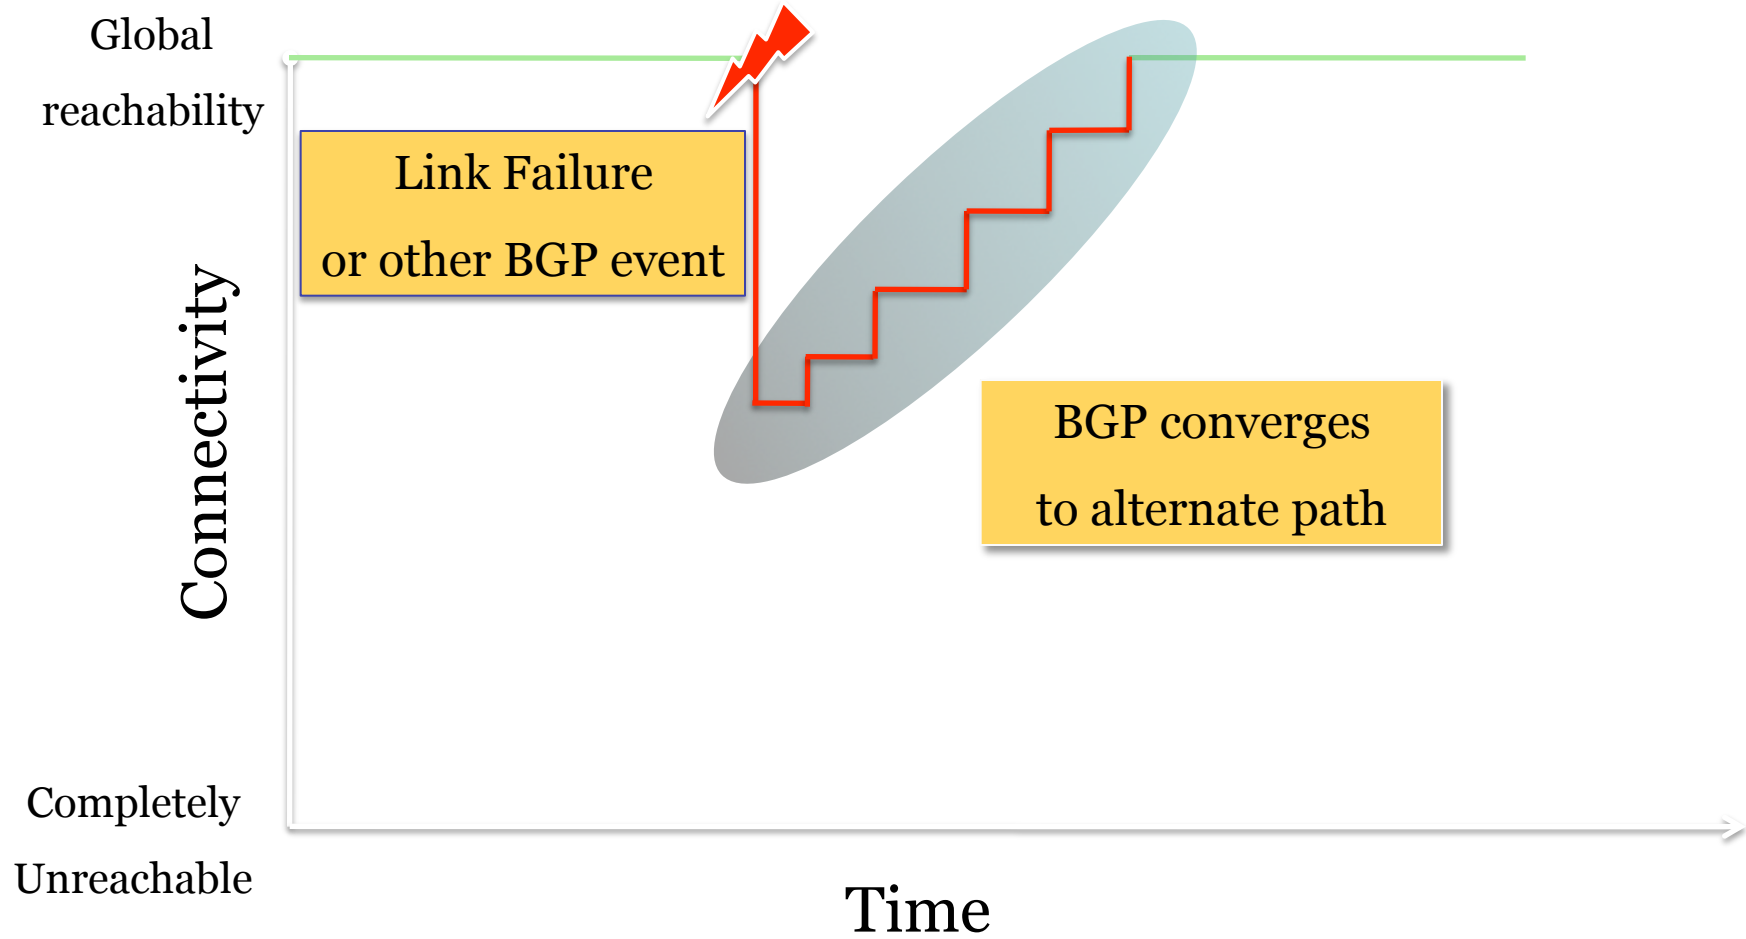 Global
reachability
Link Failure
or other BGP event
Connectivity
BGP converges
to alternate path
Completely
Unreachable
Time